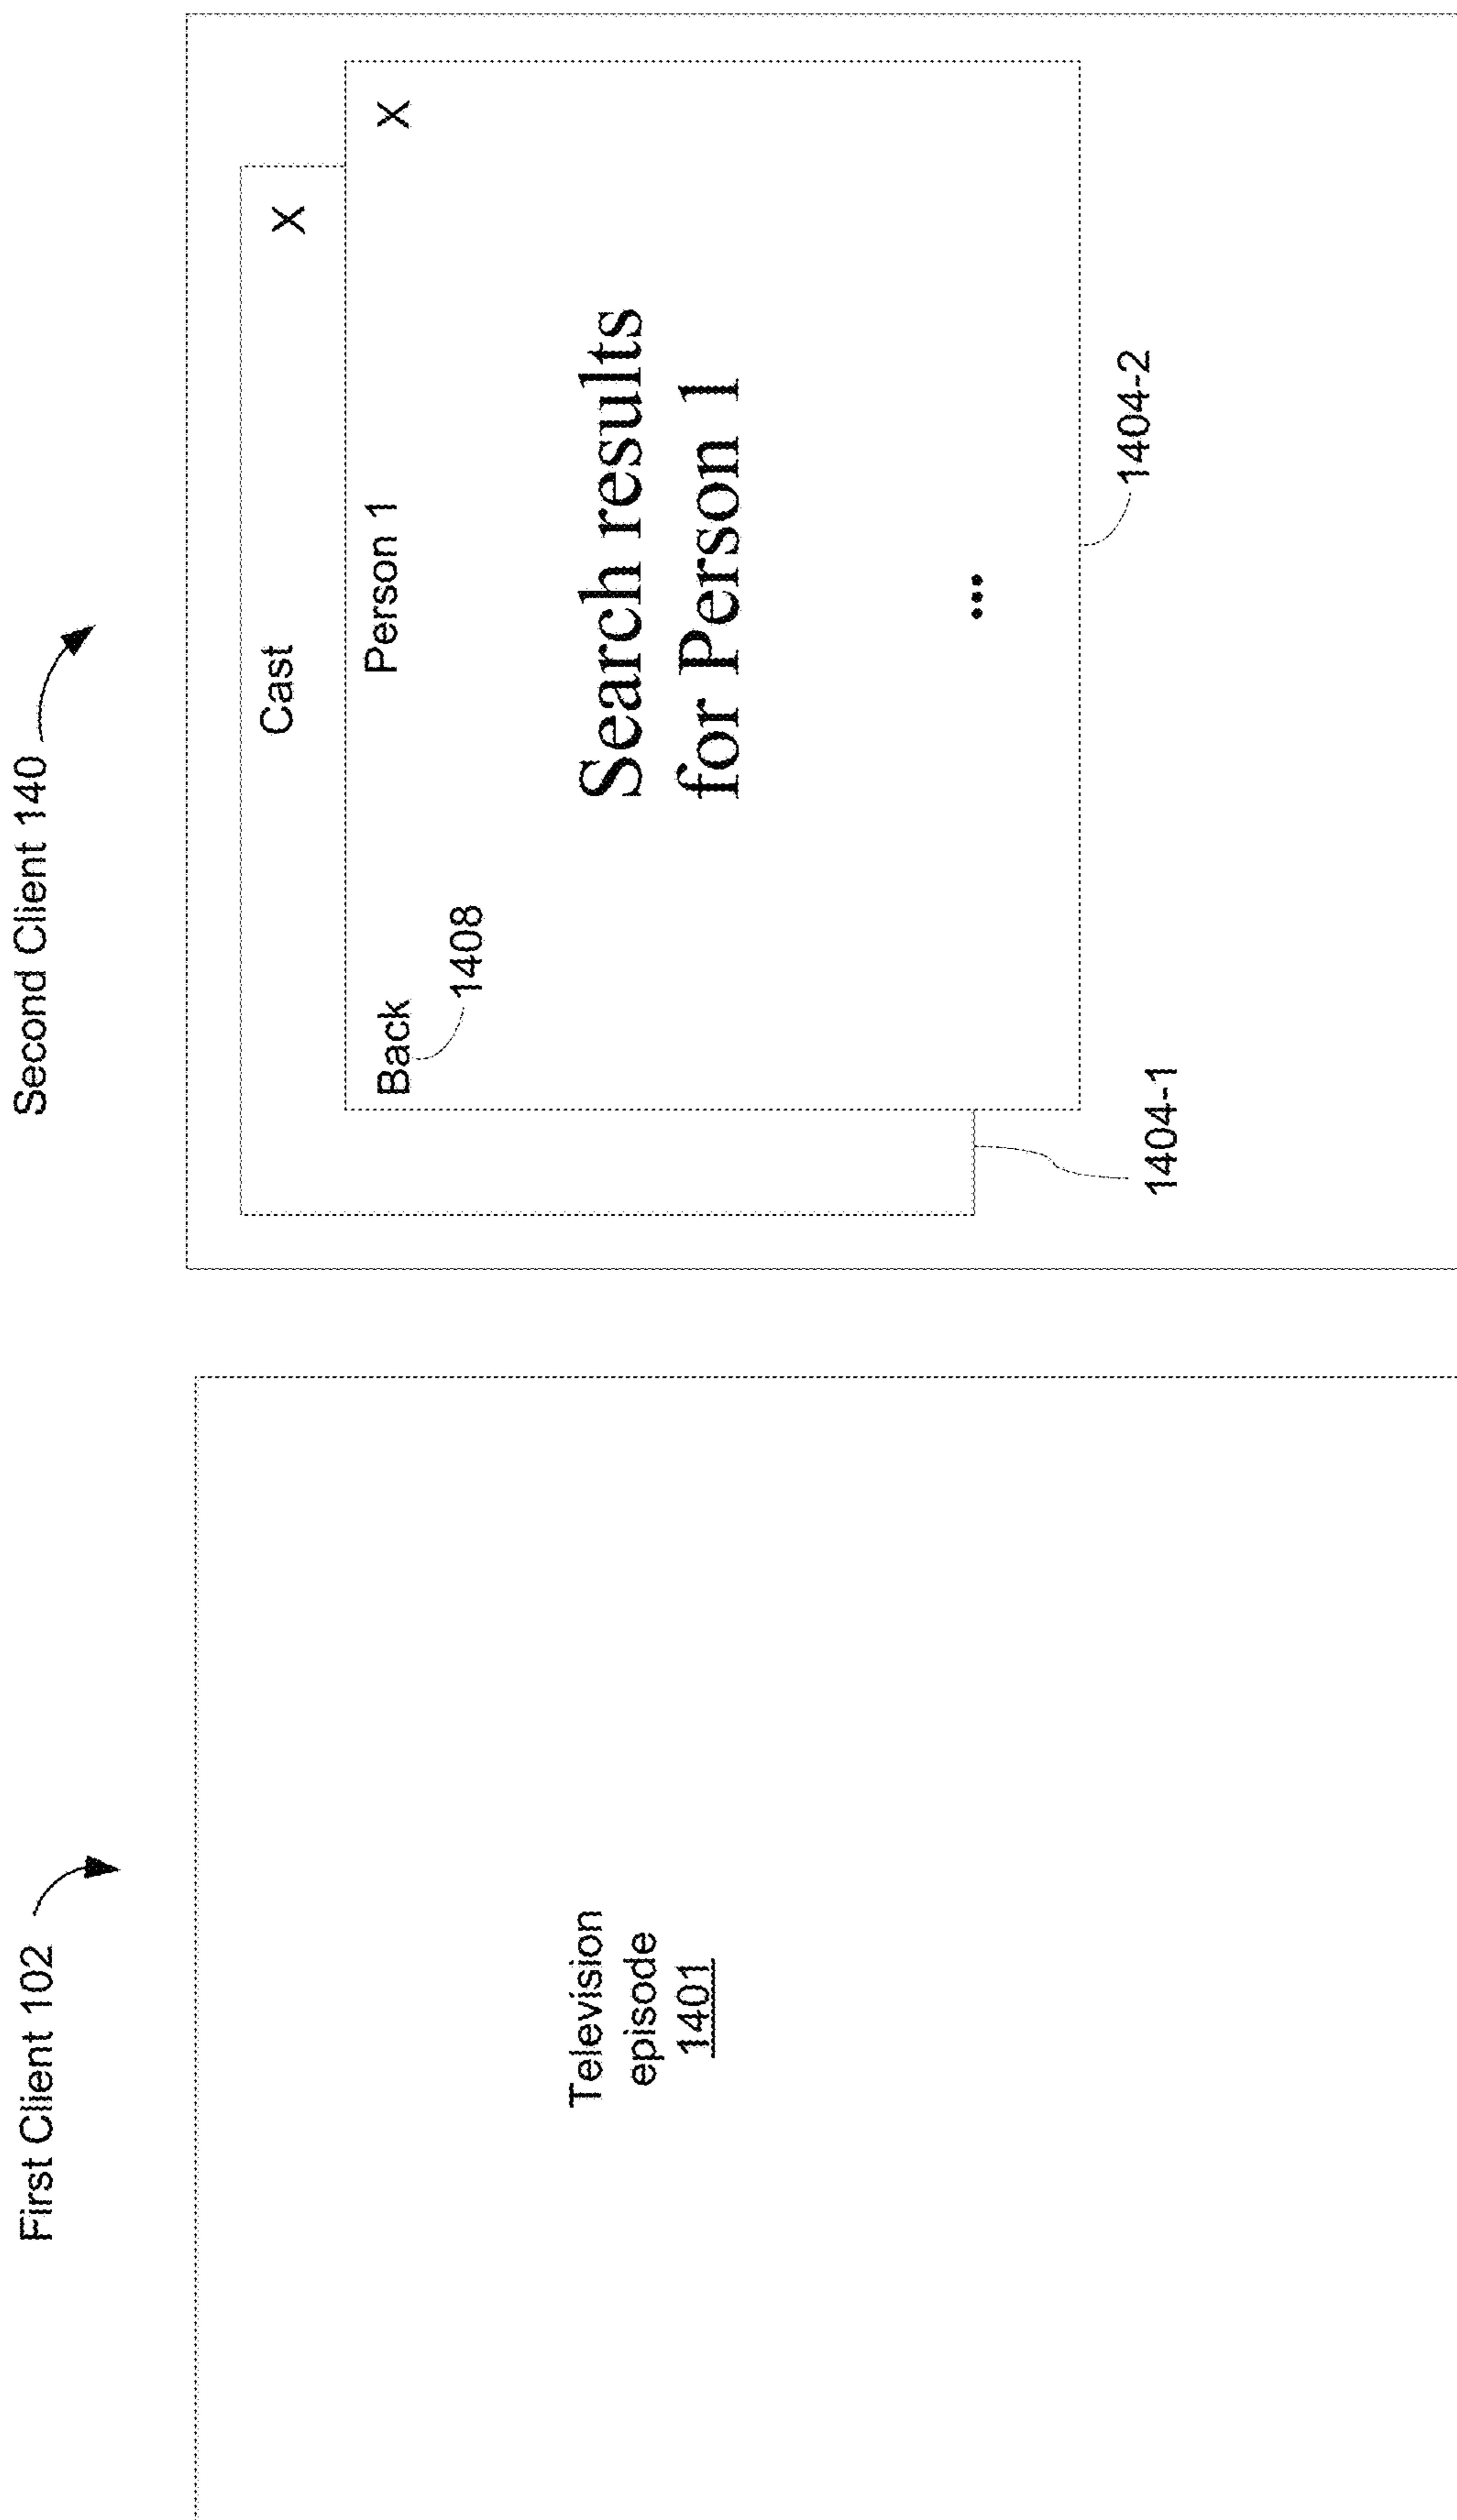 First Client 102
Television
episode
1401
Second Client 140
Cast
X
Back
Person 1
X
1408
Search results
for Person 1
...
1404-1
1404-2